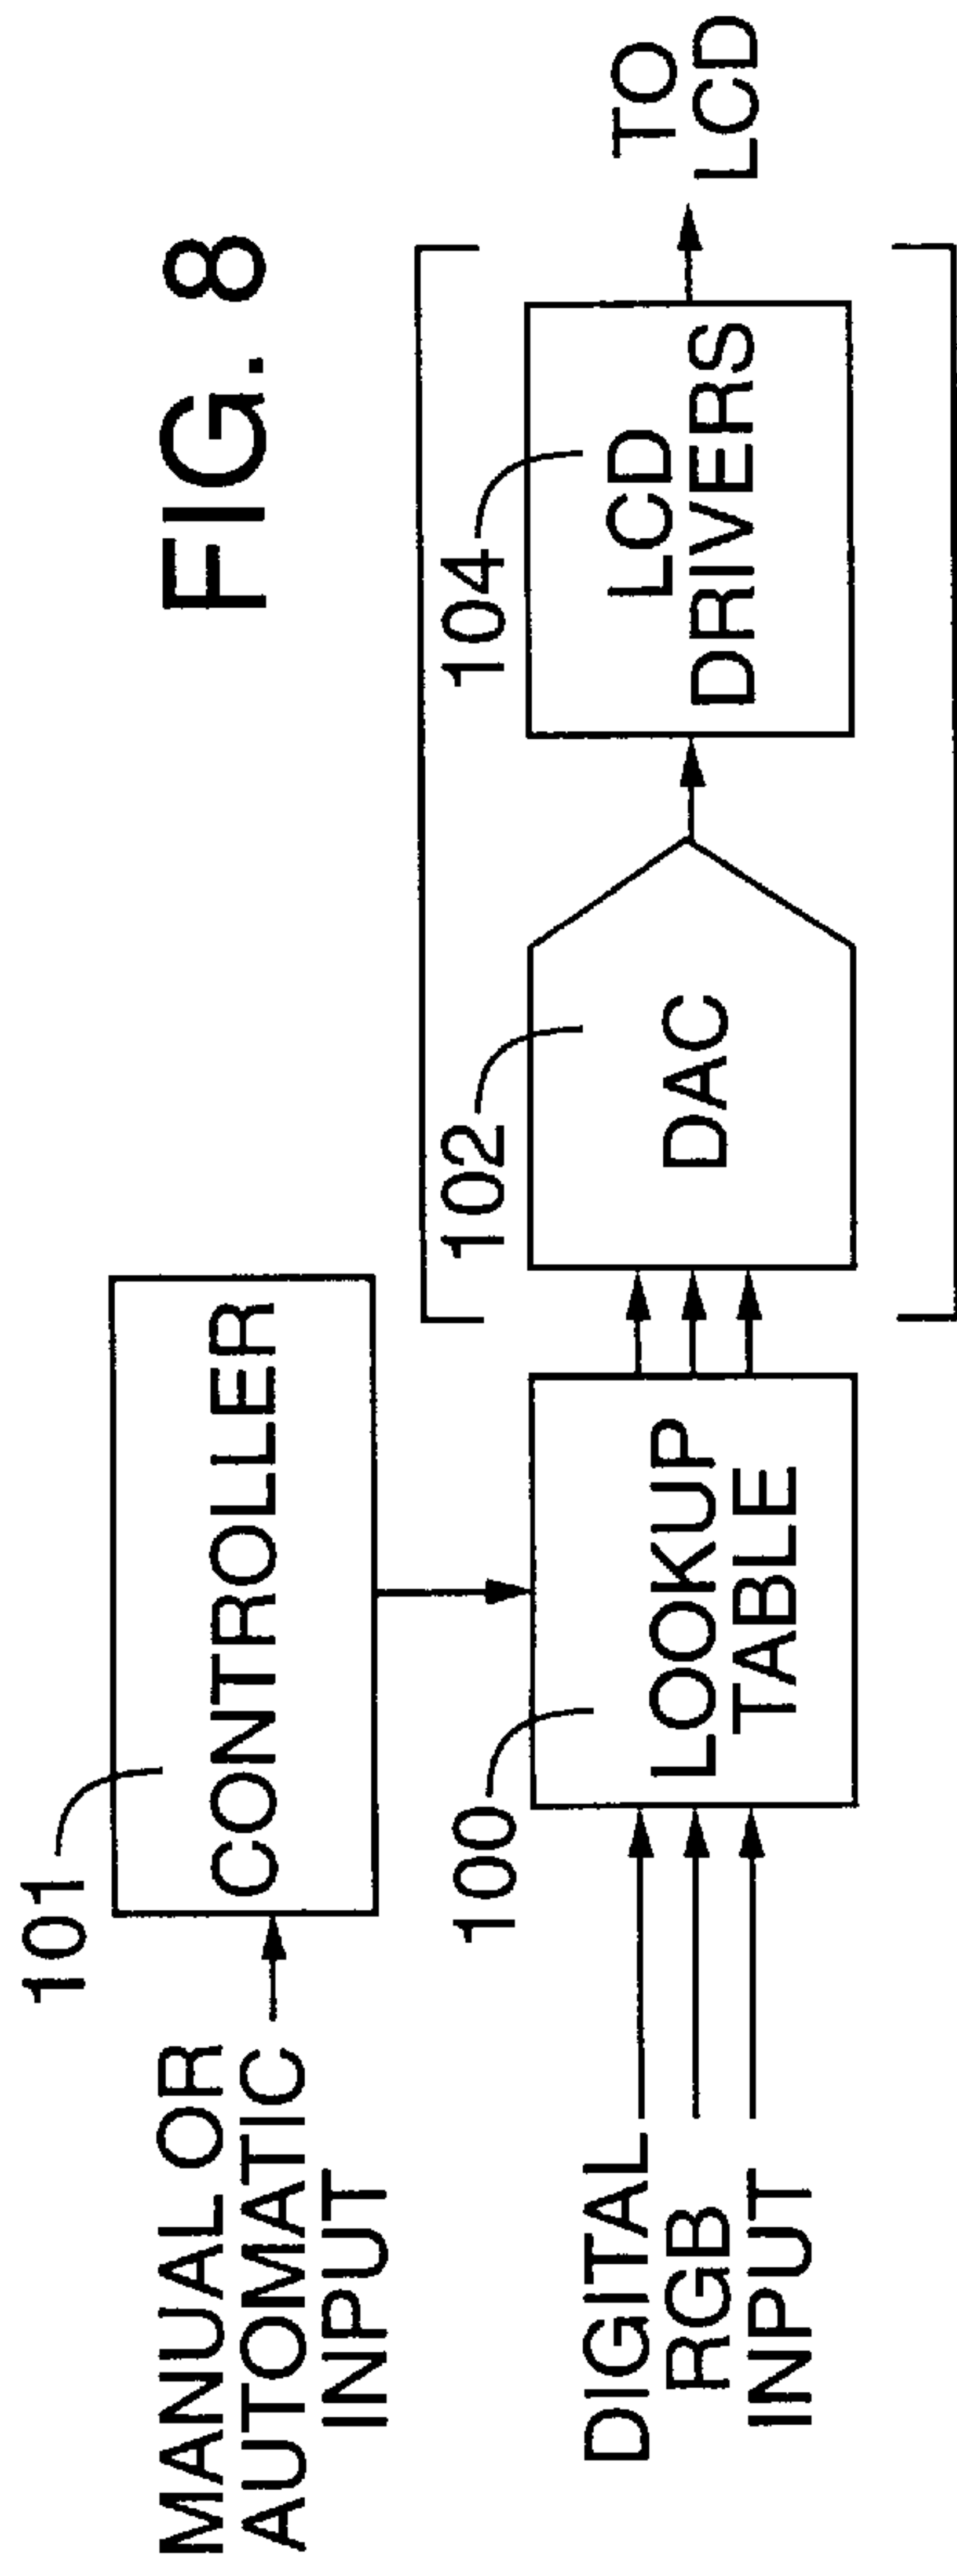 FIG. 8
MANUAL OR
AUTOMATIC
INPUT
101
CONTROLLER
DIGITAL
RGB
INPUT
100
LOOKUP
TABLE
102
DAC
104
LCD
DRIVERS
TO
LCD